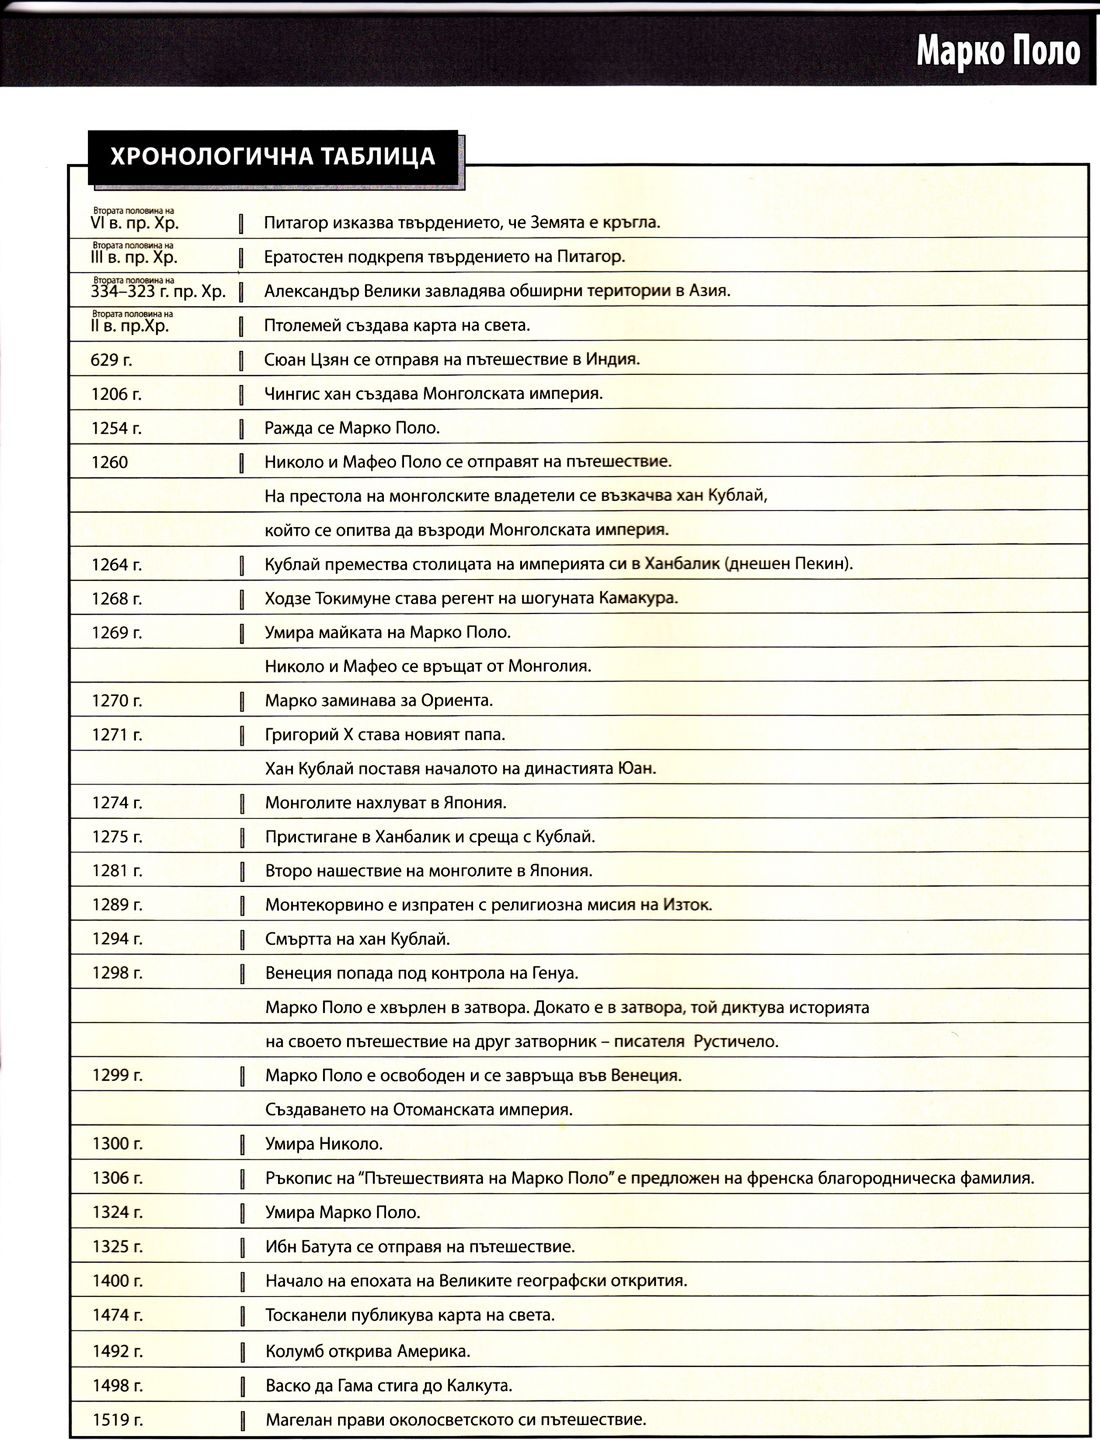 Марко Поло
ХРОНОЛОГИЧНА ТАБЛИЦА
Втората половина на
VI в. пр. Хр. Питагор изказва твърдението, че Земята е кръгла.
Втората половина на
III в. пр. Хр. Ератостен подкрепя твърдението на Питагор.
Втората половина на
334–323 г. пр. Хр. Александър Велики завладява обширни територии в Азия.
Втората половина на
II в. пр.Хр. Птолемей създава карта на света.
629 г. Сюан Цзян се отправя на пътешествие в Индия.
1206 г. Чингис хан създава Монголската империя.
1254 г. Ражда се Марко Поло.
1260 Николо и Мафео Поло се отправят на пътешествие.
На престола на монголските владетели се възкачва хан Кублай,
който се опитва да възроди Монголската империя.
1264 г. Кублай премества столицата на империята си в Ханбалик (днешен Пекин).
1268 г. Ходзе Токимуне става регент на шогуната Камакура.
1269 г. Умира майката на Марко Поло.
Николо и Мафео се връщат от Монголия.
1270 г. Марко заминава за Ориента.
1271 г. Григорий X става новият папа.
Хан Кублай поставя началото на династията Юан.
1274 г. Монголите нахлуват в Япония.
1275 г. Пристигане в Ханбалик и среща с Кублай.
1281 г. Второ нашествие на монголите в Япония.
1289 г. Монтекорвино е изпратен с религиозна мисия на Изток.
1294 г. Смъртта на хан Кублай.
1298 г. Венеция попада под контрола на Генуа.
Марко Поло е хвърлен в затвора. Докато е в затвора, той диктува историята
на своето пътешествие на друг затворник – писателя Рустичело.
1299 г. Марко Поло е освободен и се завръща във Венеция.
Създаването на Отоманската империя.
1300 г. Умира Николо.
1306 г. Ръкопис на “Пътешествията на Марко Поло” е предложен на френска благородническа фамилия.
1324 г. Умира Марко Поло.
1325 г. Ибн Батута се отправя на пътешествие.
1400 г. Начало на епохата на Великите географски открития.
1474 г. Тосканели публикува карта на света.
1492 г. Колумб открива Америка.
1498 г. Васко да Гама стига до Калкута.
1519 г. Магелан прави околосветското си пътешествие.